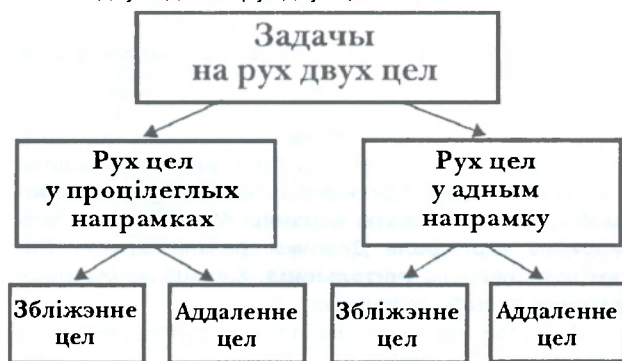 Задачы
на рух двух цел
Рух цел
у процілеглых
напрамках
Рух цел
у адным
напрамку
Збліжэнне
цел
Аддаленне
цел
Збліжэнне
цел
Аддаленне
цел